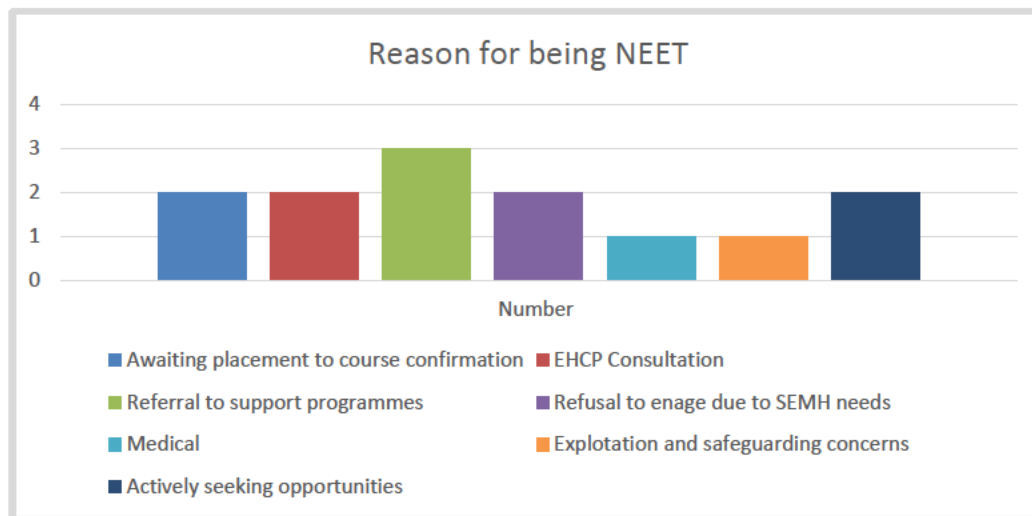 Reason for being NEET
4
3
2
1
0
Number
Awaiting placement to course confirmation EHCP Consultation
Referral to support programmes Refusal to enage due to SEMH needs
Medical Explotation and safeguarding concerns
Actively seeking opportunities